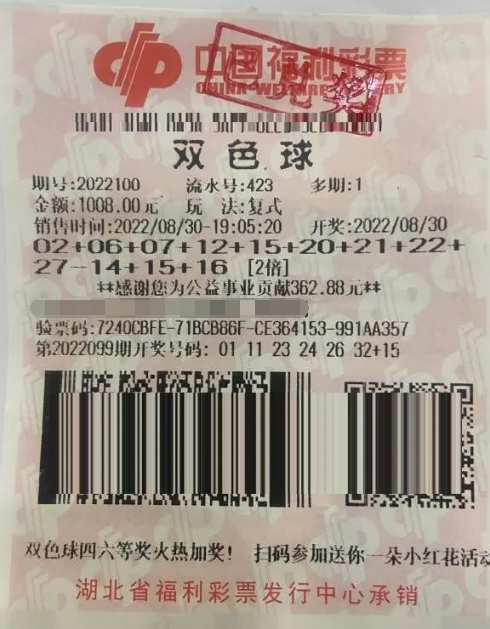 中国福利彩票
CHINA WELFARE LOTTERY
已兑奖
双色球
期号:2022100 流水号:423 多期:1
金额:1008.00元 玩 法:复式
销售时间:2022/08/30-19:05:20 开奖:2022/08/30
02+06+07+12+15+20+21+22+
27-14+15+16 [2倍]
**感谢您为公益事业贡献362.88元**
验票码:7240CBFE-71BCB86F-CE364153-991AA357
第2022099期开奖号码: 01 11 23 24 26 32+15
双色球四六等奖火热加奖! 扫码参加送你一朵小红花活动
湖北省福利彩票发行中心承销